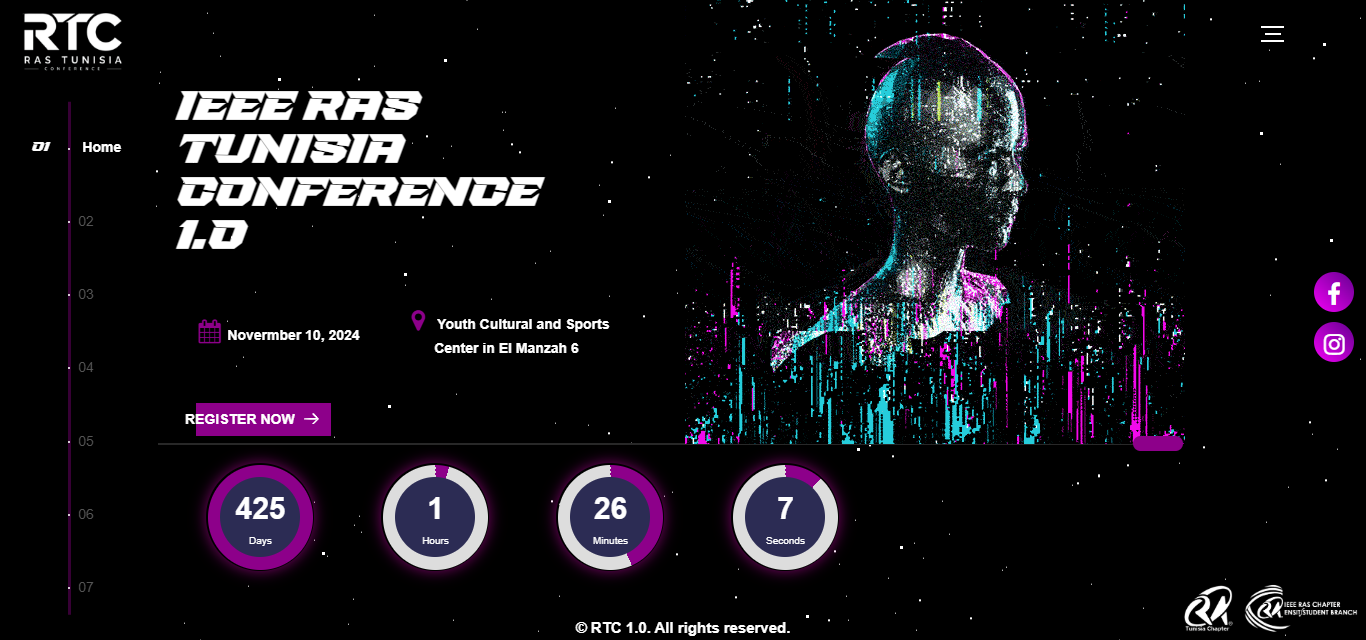 RTC
RAS TUNISIA
CONFERENCE
IEEE RAS
TUNISIA
CONFERENCE
1.0
01 Home
02
03
04
05
06
07
Novermber 10, 2024
Youth Cultural and Sports
Center in El Manzah 6
REGISTER NOW
425
Days
1
Hours
26
Minutes
7
Seconds
© RTC 1.0. All rights reserved.
RA
Tunisia Chapter
RA
IEEE RAS CHAPTER
ENSIT STUDENT BRANCH